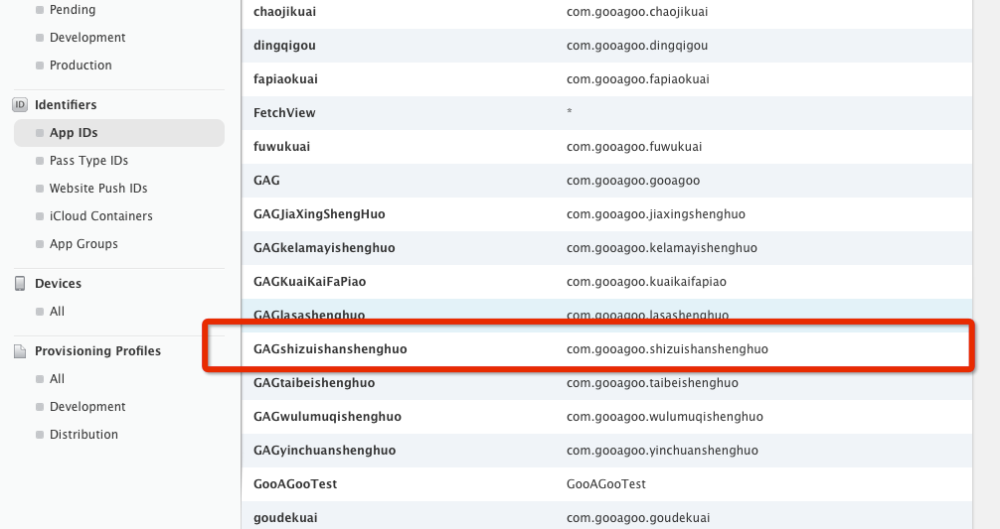 Pending
Development
Production
ID Identifiers
App IDs
Pass Type IDs
Website Push IDs
iCloud Containers
App Groups
Devices
All
Provisioning Profiles
All
Development
Distribution
chaojikuai com.gooagoo.chaojikuai
dingqigou com.gooagoo.dingqigou
fapiaokuai com.gooagoo.fapiaokuai
FetchView *
fuwukuai com.gooagoo.fuwukuai
GAG com.gooagoo.gooagoo
GAGJiaXingShengHuo com.gooagoo.jiaxingshenghuo
GAGkelamayishenghuo com.gooagoo.kelamayishenghuo
GAGKuaiKaiFaPiao com.gooagoo.kuaikaifapiao
GAGlasashenghuo com.gooagoo.lasashenghuo
GAGshizuishanshenghuo com.gooagoo.shizuishanshenghuo
GAGtaibeishenghuo com.gooagoo.taibeishenghuo
GAGwulumuqishenghuo com.gooagoo.wulumuqishenghuo
GAGyinchuanshenghuo com.gooagoo.yinchuanshenghuo
GooAGooTest GooAGooTest
goudekuai com.gooagoo.goudekuai